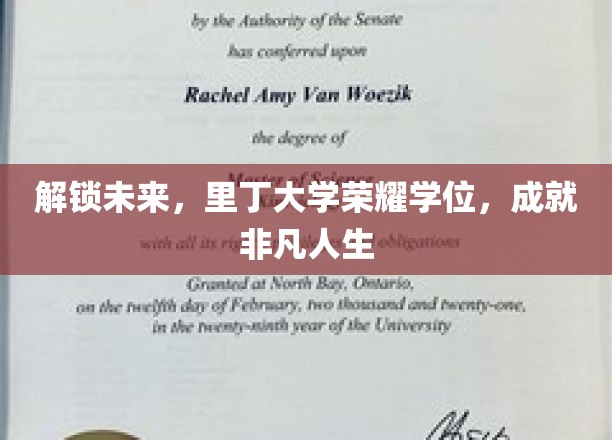 by the Authority of the Senate
has conferred upon
Rachel Amy Van Woezik
the degree of
Master of Science
解锁未来，里丁大学荣耀学位，成就
非凡人生
with all its obligations
Granted at North Bay, Ontario,
on the twelfth day of February, two thousand and twenty-one,
in the twenty-ninth year of the University